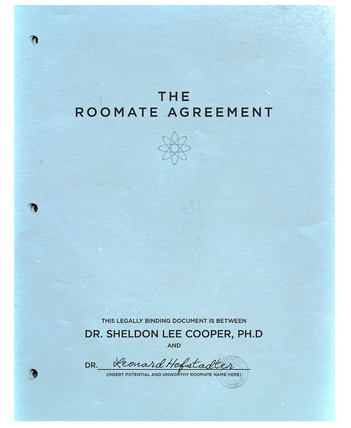 THE
ROOMATE AGREEMENT
THIS LEGALLY BINDING DOCUMENT IS BETWEEN
DR. SHELDON LEE COOPER, PH.D
AND
DR. Leonard Hofstadter
(INSERT POTENTIAL AND UNWORTHY ROOMATE NAME HERE)